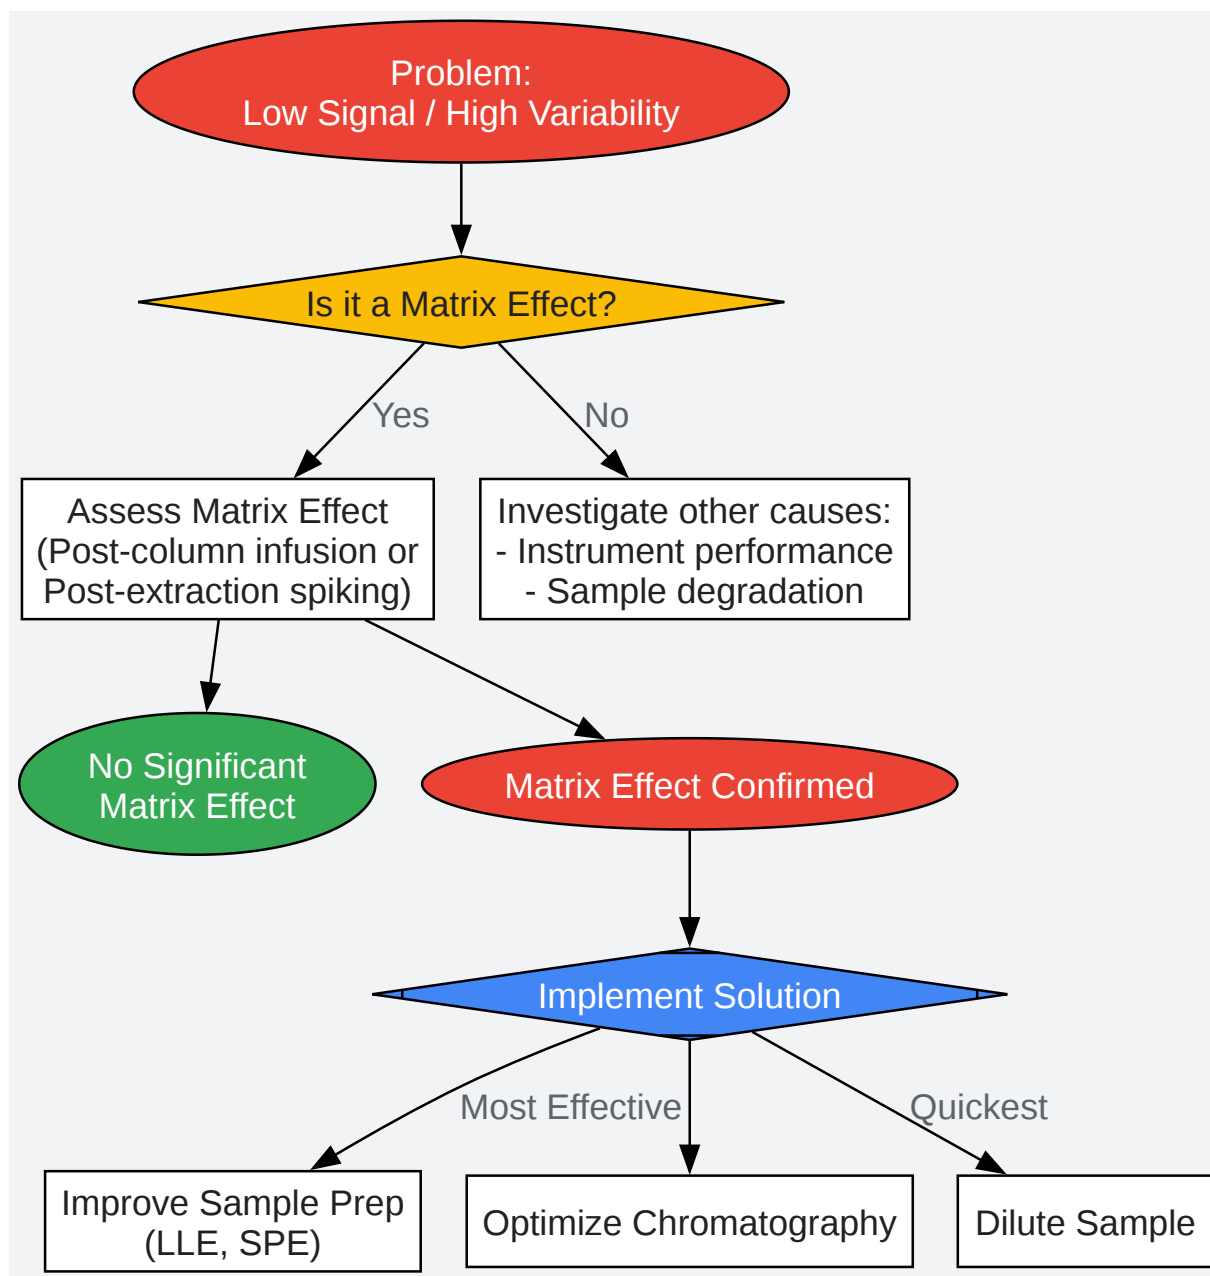 Problem:
Low Signal / High Variability
Is it a Matrix Effect?
Yes
No
Assess Matrix Effect
(Post-column infusion or
Post-extraction spiking)
Investigate other causes:
- Instrument performance
- Sample degradation
No Significant
Matrix Effect
Matrix Effect Confirmed
Implement Solution
Most Effective
Quickest
Improve Sample Prep
(LLE, SPE)
Optimize Chromatography
Dilute Sample